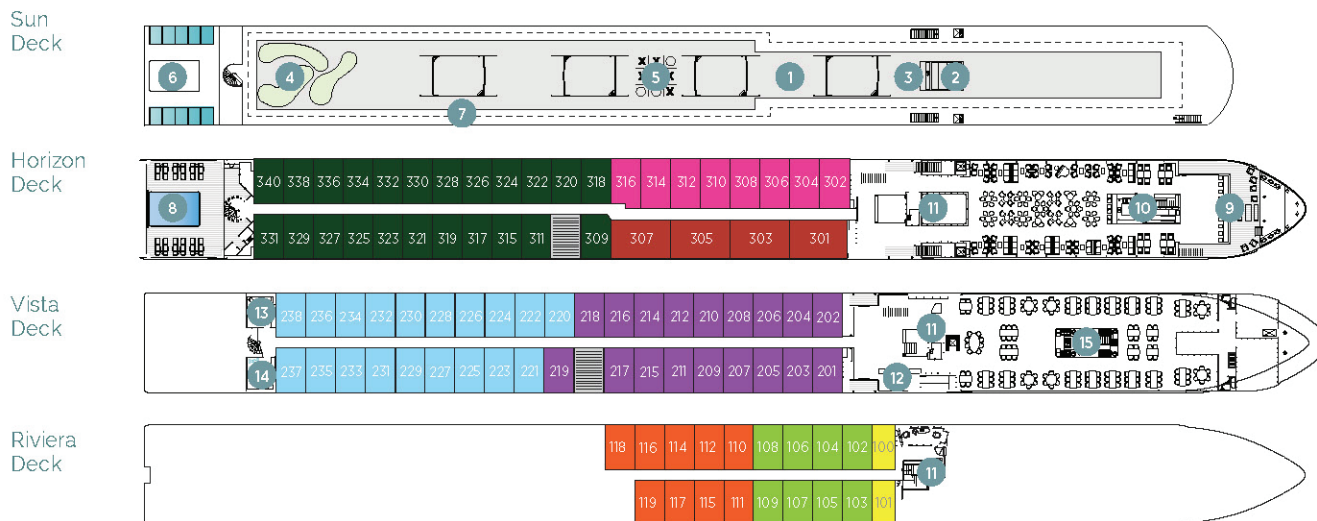 Sun
Deck
6 4 5 1 3 2
7
Horizon
Deck
340 338 336 334 332 330 328 326 324 322 320 318 316 314 312 310 308 306 304 302
8 11 10 9
331 329 327 325 323 321 319 317 315 311 309 307 305 303 301
Vista
Deck
13 238 236 234 232 230 228 226 224 222 220 218 216 214 212 210 208 206 204 202 11
15
14 237 235 233 231 229 227 225 223 221 219 217 215 211 209 207 205 203 201 12
Riviera
Deck
118 116 114 112 110 108 106 104 102 100
11
119 117 115 111 109 107 105 103 101